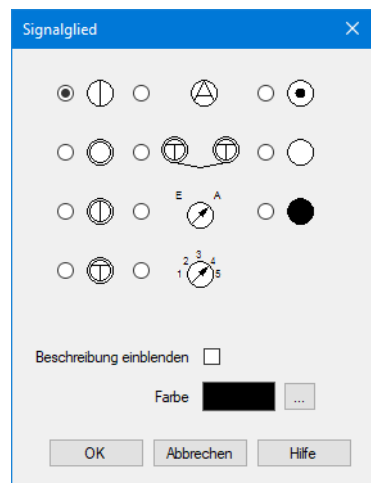 Signalglied
A
T T
E A
T
2 3 4
1 5
Beschreibung einblenden
Farbe ...
OK Abbrechen Hilfe